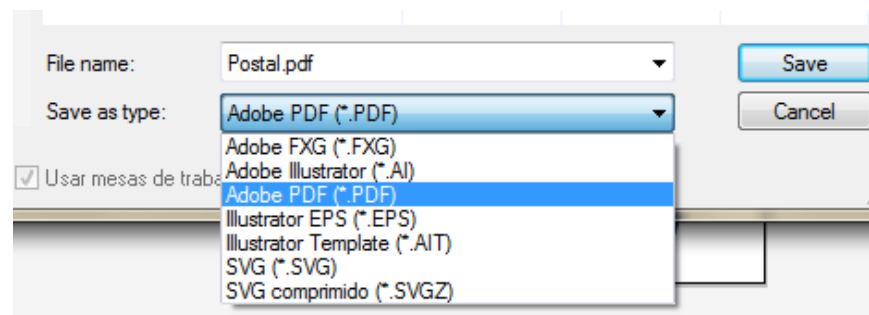 File name: Postal.pdf Save
Save as type: Adobe PDF (*.PDF) Cancel
Adobe FXG (*.FXG)
Adobe Illustrator (*.AI)
Usar mesas de traba
Adobe PDF (*.PDF)
Illustrator EPS (*.EPS)
Illustrator Template (*.AIT)
SVG (*.SVG)
SVG comprimido (*.SVGZ)